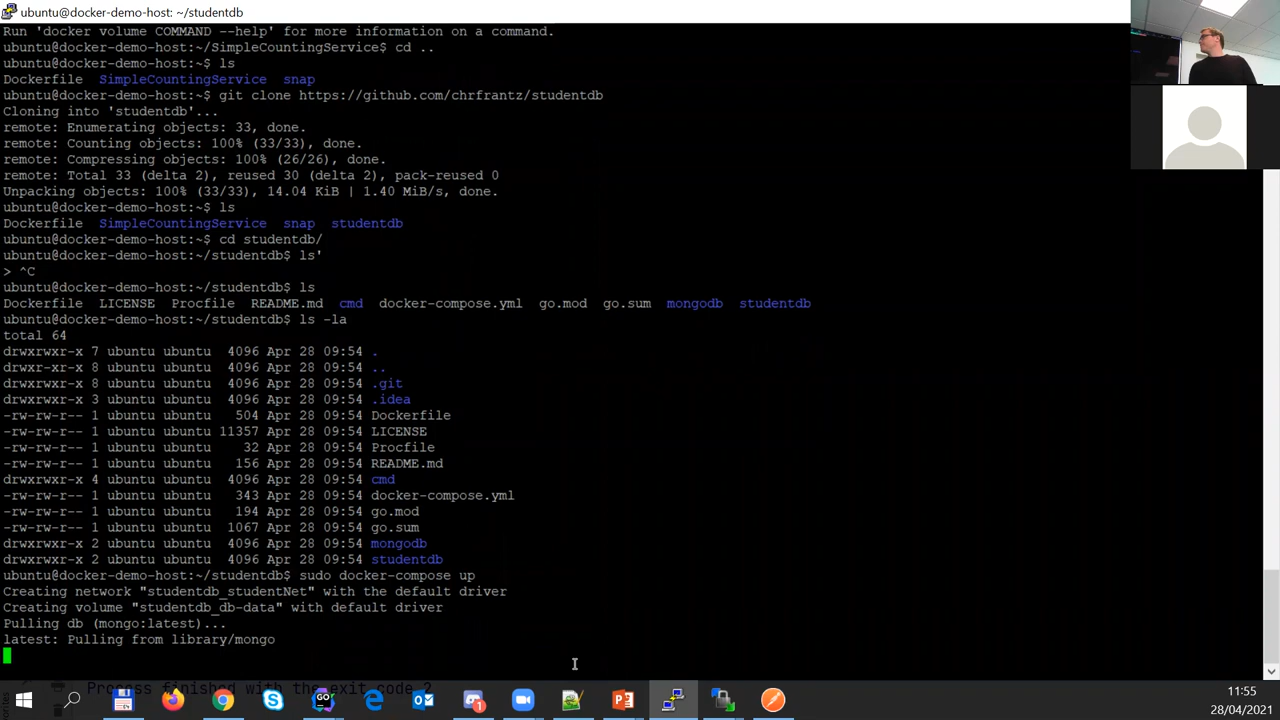 ubuntu@docker-demo-host: ~/studentdb
Run 'docker volume COMMAND --help' for more information on a command.
ubuntu@docker-demo-host:~/SimpleCountingService$ cd ..
ubuntu@docker-demo-host:~$ ls
Dockerfile  SimpleCountingService  snap
ubuntu@docker-demo-host:~$ git clone https://github.com/chrfrantz/studentdb
Cloning into 'studentdb'...
remote: Enumerating objects: 33, done.
remote: Counting objects: 100% (33/33), done.
remote: Compressing objects: 100% (26/26), done.
remote: Total 33 (delta 2), reused 30 (delta 2), pack-reused 0
Unpacking objects: 100% (33/33), 14.04 KiB | 1.40 MiB/s, done.
ubuntu@docker-demo-host:~$ ls
Dockerfile  SimpleCountingService  snap  studentdb
ubuntu@docker-demo-host:~$ cd studentdb/
ubuntu@docker-demo-host:~/studentdb$ ls'
> ^C
ubuntu@docker-demo-host:~/studentdb$ ls
Dockerfile  LICENSE  Procfile  README.md  cmd  docker-compose.yml  go.mod  go.sum  mongodb  studentdb
ubuntu@docker-demo-host:~/studentdb$ ls -la
total 64
drwxrwxr-x 7 ubuntu ubuntu  4096 Apr 28 09:54 .
drwxr-xr-x 8 ubuntu ubuntu  4096 Apr 28 09:54 ..
drwxrwxr-x 8 ubuntu ubuntu  4096 Apr 28 09:54 .git
drwxrwxr-x 3 ubuntu ubuntu  4096 Apr 28 09:54 .idea
-rw-rw-r-- 1 ubuntu ubuntu   504 Apr 28 09:54 Dockerfile
-rw-rw-r-- 1 ubuntu ubuntu 11357 Apr 28 09:54 LICENSE
-rw-rw-r-- 1 ubuntu ubuntu    32 Apr 28 09:54 Procfile
-rw-rw-r-- 1 ubuntu ubuntu   156 Apr 28 09:54 README.md
drwxrwxr-x 4 ubuntu ubuntu  4096 Apr 28 09:54 cmd
-rw-rw-r-- 1 ubuntu ubuntu   343 Apr 28 09:54 docker-compose.yml
-rw-rw-r-- 1 ubuntu ubuntu   194 Apr 28 09:54 go.mod
-rw-rw-r-- 1 ubuntu ubuntu  1067 Apr 28 09:54 go.sum
drwxrwxr-x 2 ubuntu ubuntu  4096 Apr 28 09:54 mongodb
drwxrwxr-x 2 ubuntu ubuntu  4096 Apr 28 09:54 studentdb
ubuntu@docker-demo-host:~/studentdb$ sudo docker-compose up
Creating network "studentdb_studentNet" with the default driver
Creating volume "studentdb_db-data" with default driver
Pulling db (mongo:latest)...
latest: Pulling from library/mongo
Process finished with the exit code 2
11:55
28/04/2021